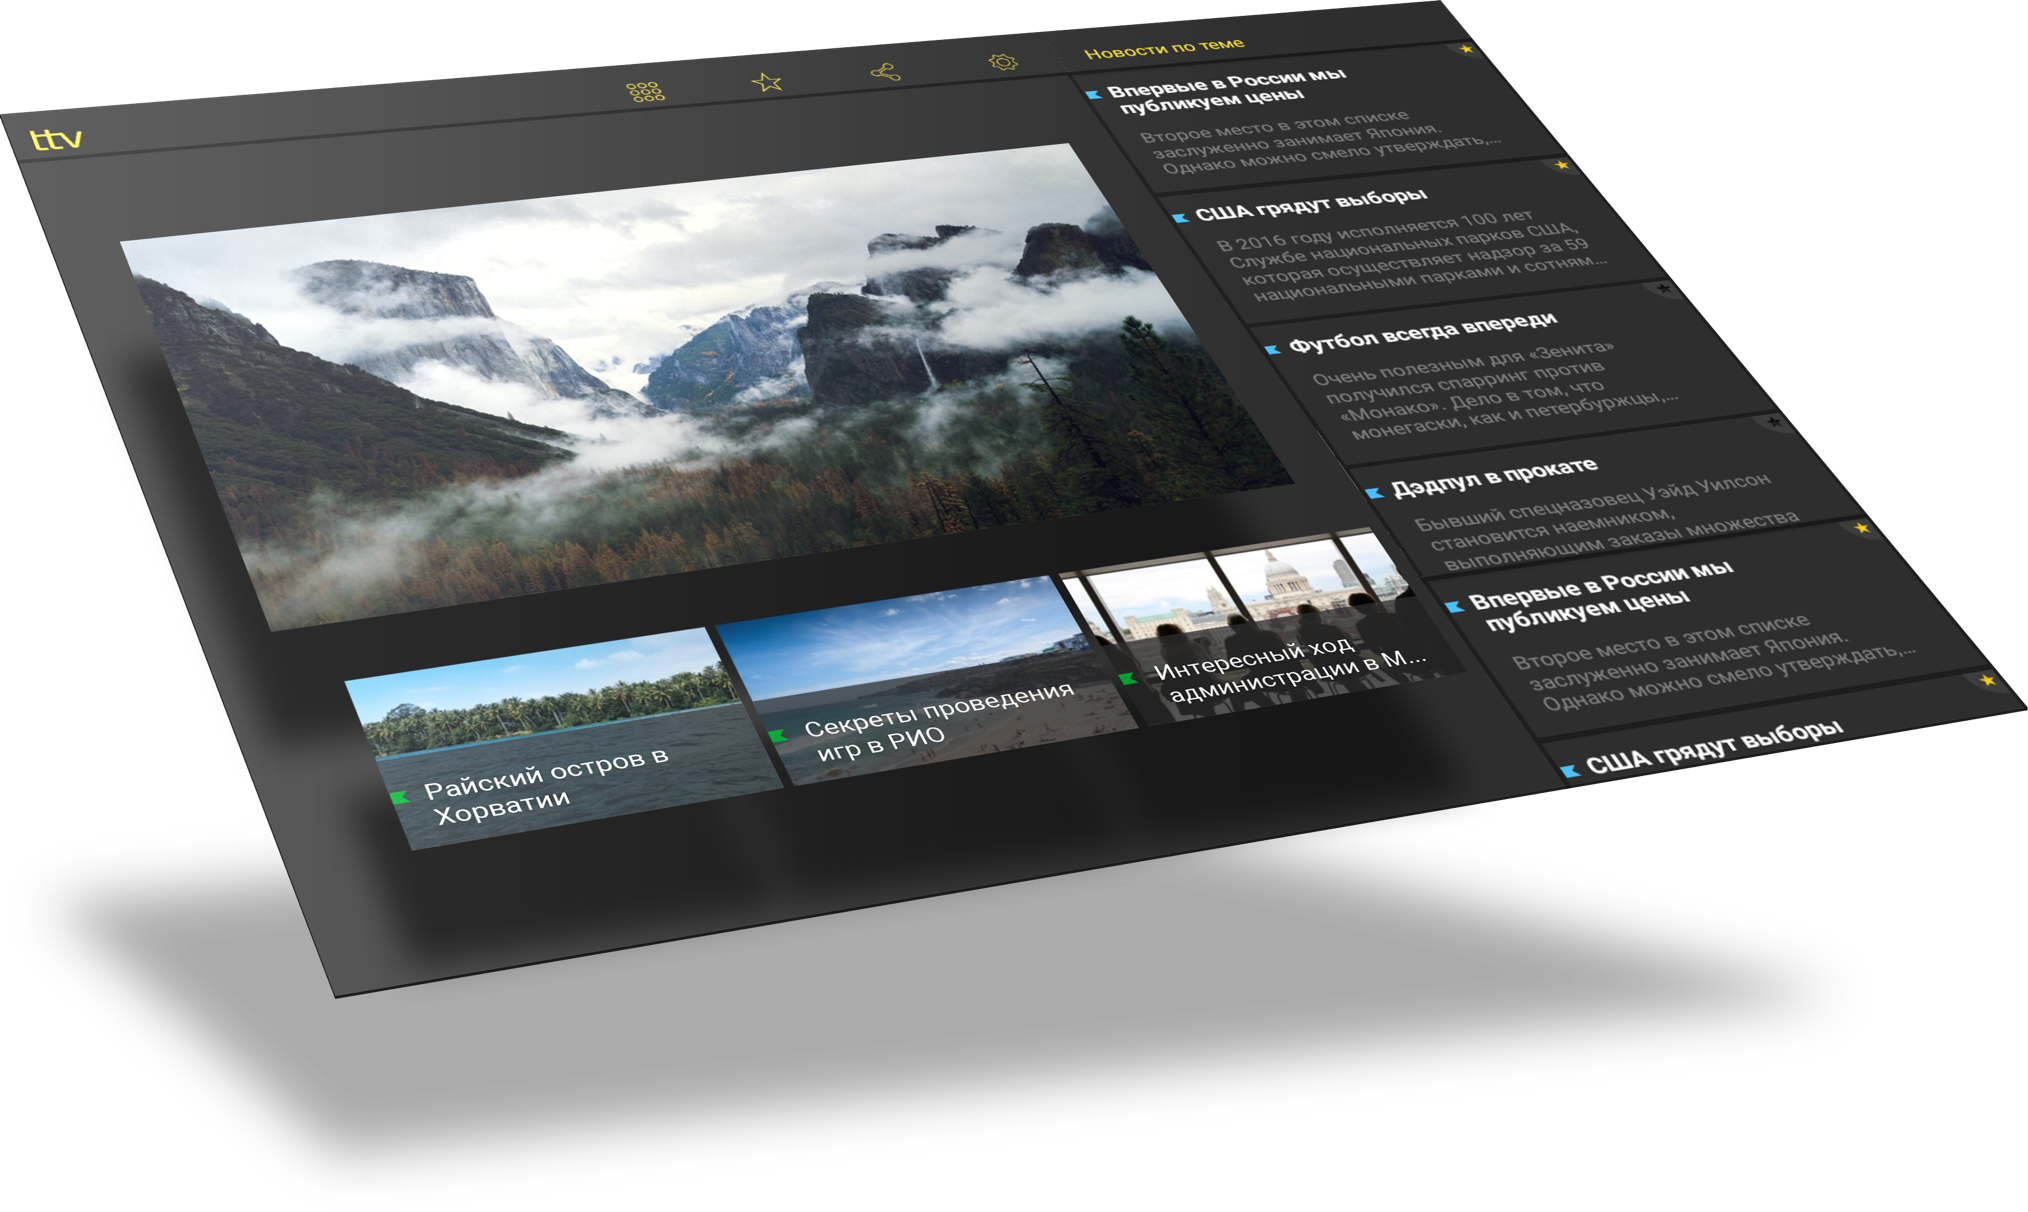 ttv
Новости по теме
Впервые в России мы
публикуем цены
Второе место в этом списке
заслуженно занимает Япония.
Однако можно смело утверждать,...
США грядут выборы
В 2016 году исполняется 100 лет
Службе национальных парков США,
которая осуществляет надзор за 59
национальными парками и сотням...
Футбол всегда впереди
Очень полезным для «Зенита»
получился спарринг против
«Монако». Дело в том, что
монегаски, как и петербуржцы,...
Дэдпул в прокате
Бывший спецназовец Уэйд Уилсон
становится наемником,
выполняющим заказы множества
Впервые в России мы
публикуем цены
Второе место в этом списке
заслуженно занимает Япония.
Однако можно смело утверждать,...
США грядут выборы
Райский остров в
Хорватии
Секреты проведения
игр в РИО
Интересный ход
администрации в М...